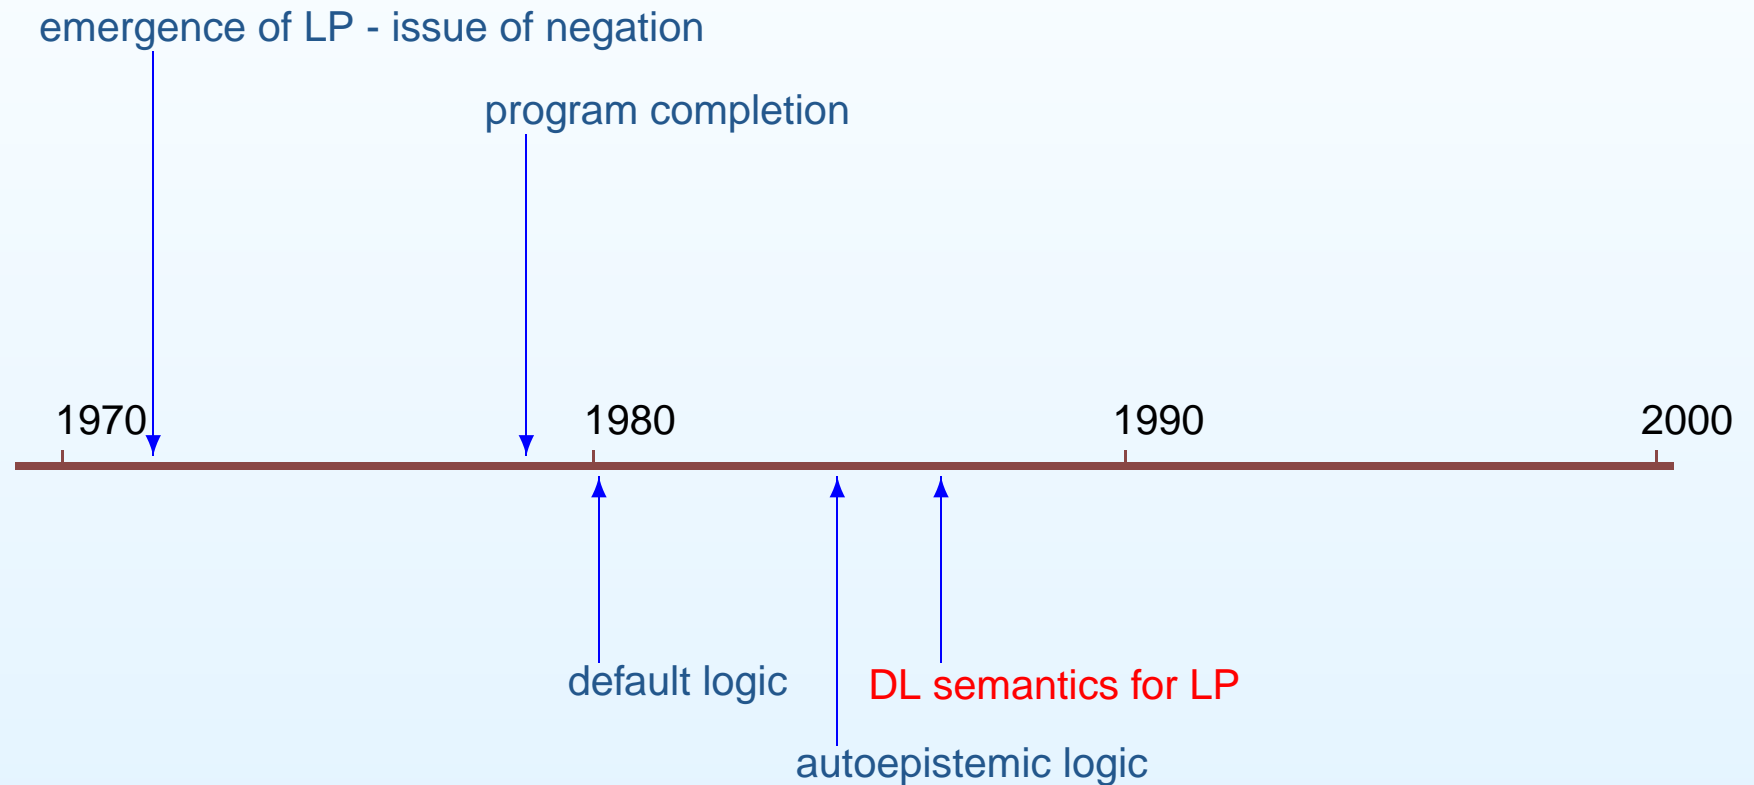 emergence of LP - issue of negation
program completion
1970 1980 1990 2000
default logic
DL semantics for LP
autoepistemic logic